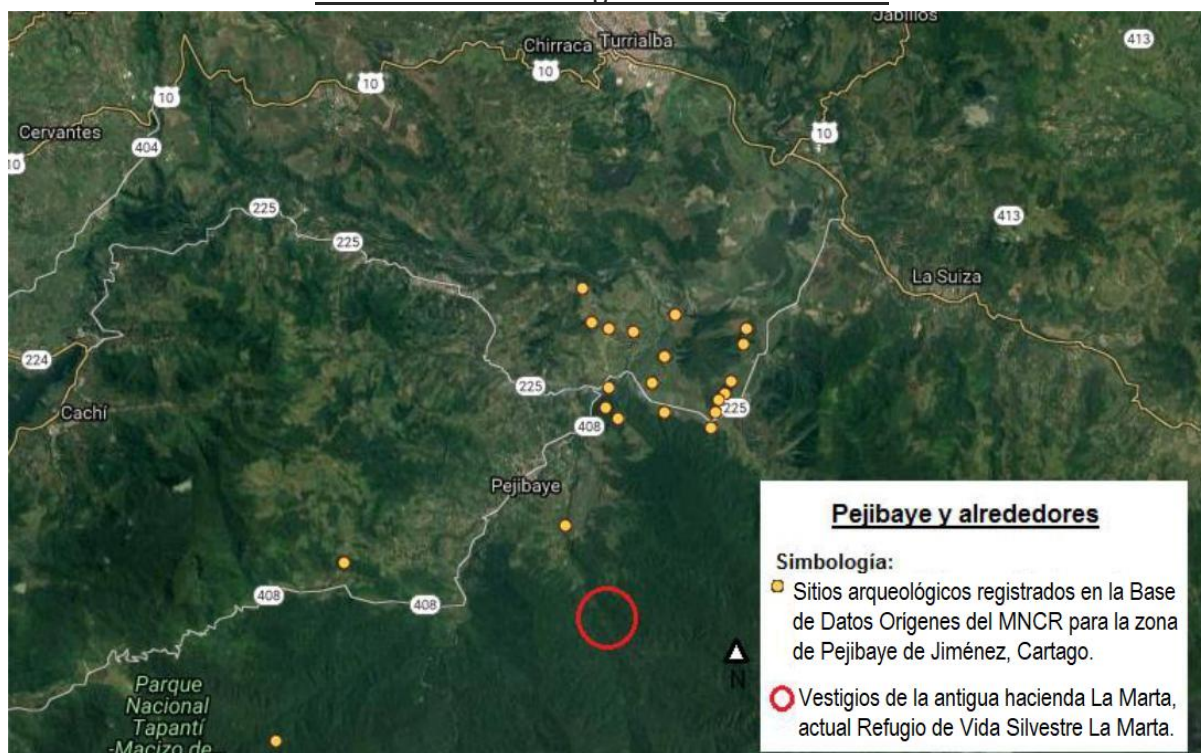 Jabillos
Chirraca
Turrialba
413
10
10
10
Cervantes
10
404
10
225
413
225
La Suiza
224
225
Cachí
225
408
Pejibaye
408
408
Parque
Nacional
Tapantí
-Macizo de
N
Pejibaye y alrededores
Simbología:
Sitios arqueológicos registrados en la Base
de Datos Orígenes del MNCR para la zona
de Pejibaye de Jiménez, Cartago.
Vestigios de la antigua hacienda La Marta,
actual Refugio de Vida Silvestre La Marta.